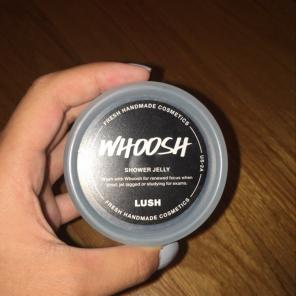 FRESH HANDMADE COSMETICS
WHOOSH
SHOWER JELLY
Wash with Whoosh for renewed focus when
tired, jet lagged or studying for exams.
LUSH
FRESH HANDMADE COSMETICS